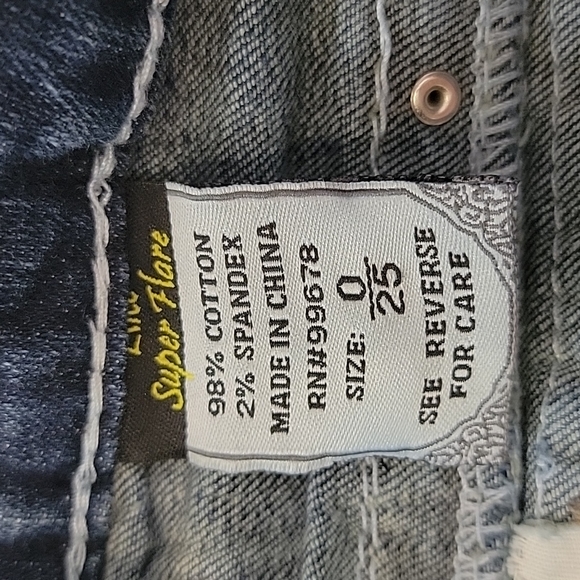 Super Flare
98% COTTON
2% SPANDEX
MADE IN CHINA
RN#99678
SIZE: 0/25
SEE REVERSE
FOR CARE